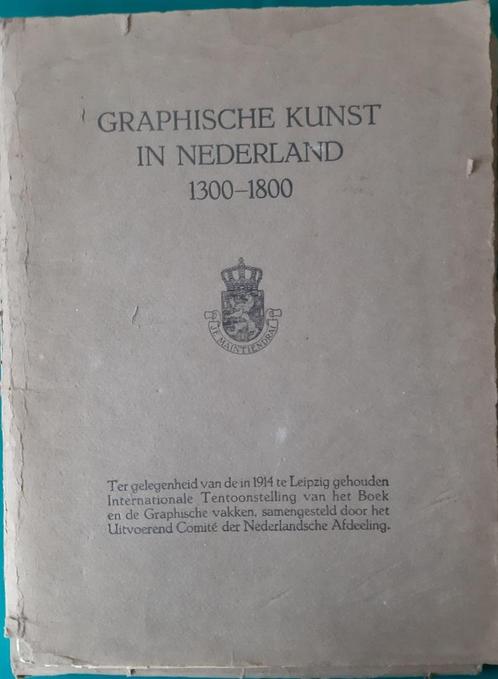 GRAPHISCHE KUNST
IN NEDERLAND
1300–1800
JE MAINTIENDRAI
Ter gelegenheid van de in 1914 te Leipzig gehouden
Internationale Tentoonstelling van het Boek
en de Graphische vakken, samengesteld door het
Uitvoerend Comité der Nederlandsche Afdeeling.